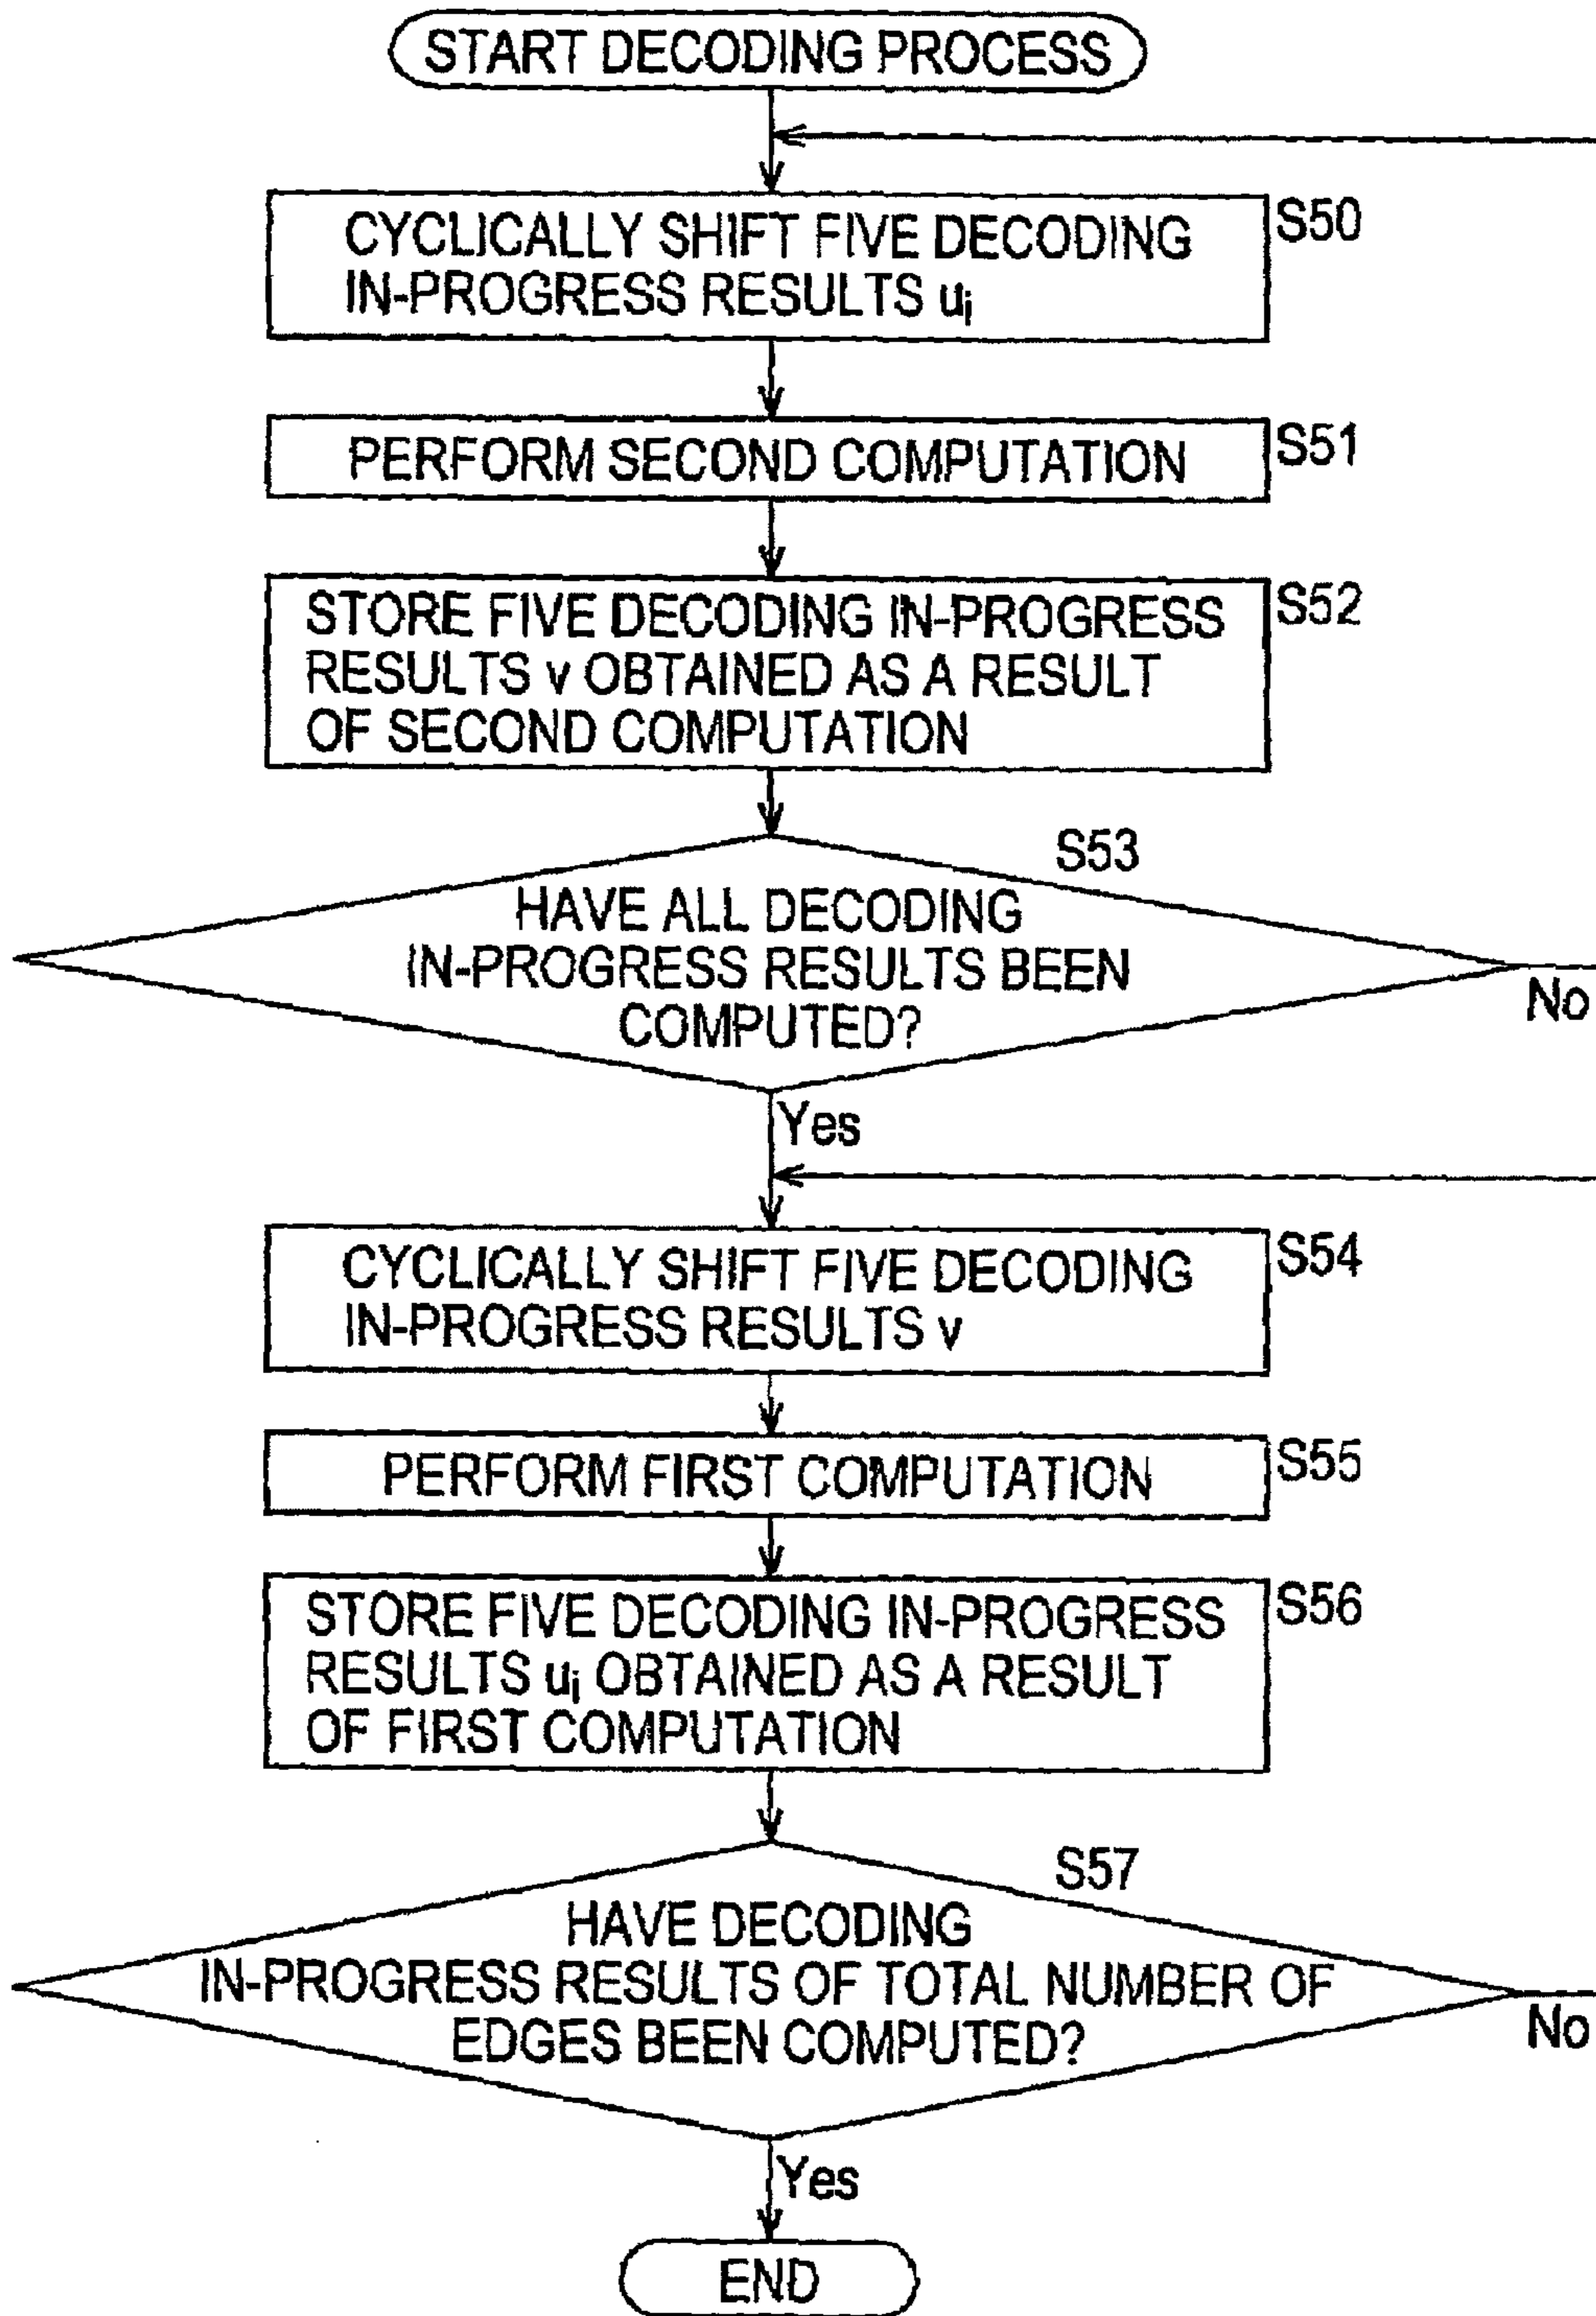 START DECODING PROCESS
CYCLICALLY SHIFT FIVE DECODING
IN-PROGRESS RESULTS uj
S50
PERFORM SECOND COMPUTATION
S51
STORE FIVE DECODING IN-PROGRESS
RESULTS v OBTAINED AS A RESULT
OF SECOND COMPUTATION
S52
S53
HAVE ALL DECODING
IN-PROGRESS RESULTS BEEN
COMPUTED?
No
Yes
CYCLICALLY SHIFT FIVE DECODING
IN-PROGRESS RESULTS v
S54
PERFORM FIRST COMPUTATION
S55
STORE FIVE DECODING IN-PROGRESS
RESULTS uj OBTAINED AS A RESULT
OF FIRST COMPUTATION
S56
S57
HAVE DECODING
IN-PROGRESS RESULTS OF TOTAL NUMBER OF
EDGES BEEN COMPUTED?
No
Yes
END